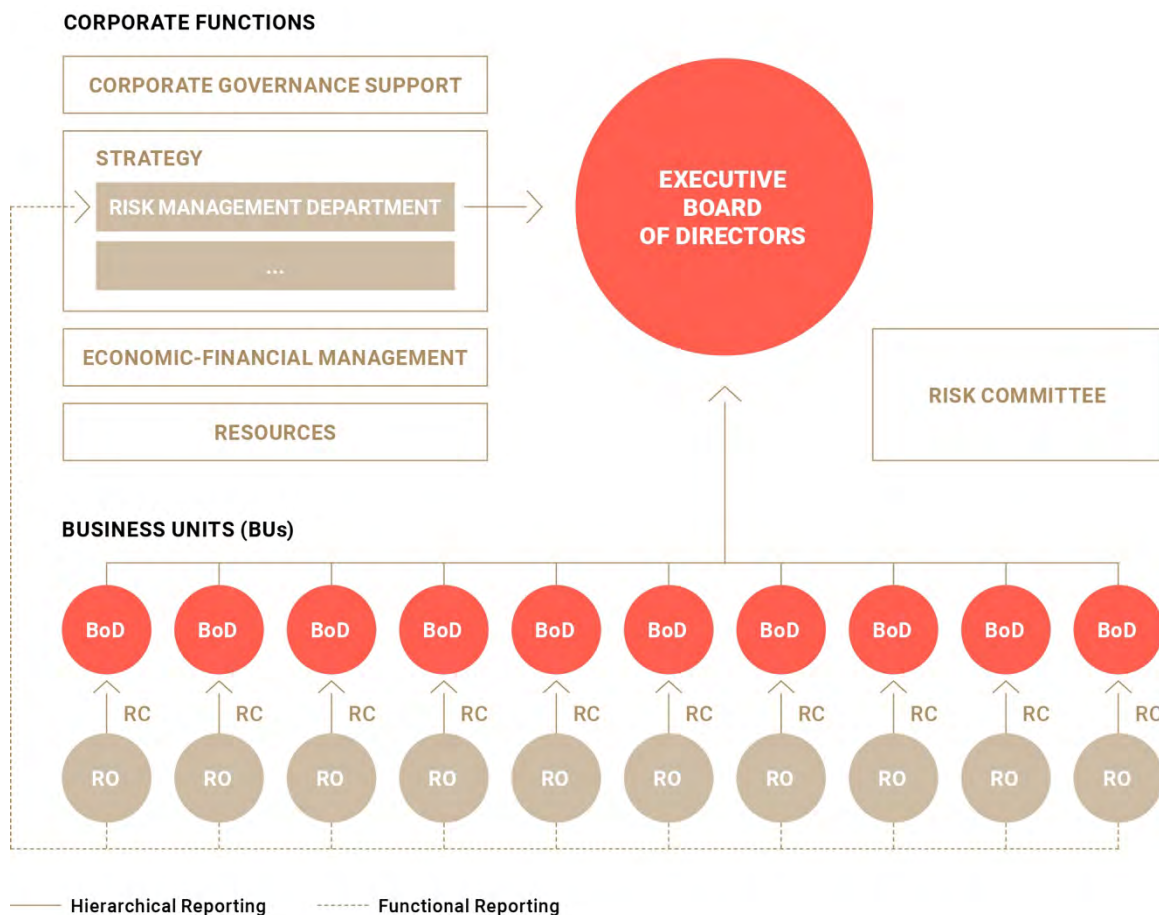 CORPORATE FUNCTIONS
CORPORATE GOVERNANCE SUPPORT
STRATEGY
RISK MANAGEMENT DEPARTMENT
...
ECONOMIC-FINANCIAL MANAGEMENT
RESOURCES
EXECUTIVE
BOARD
OF DIRECTORS
RISK COMMITTEE
BUSINESS UNITS (BUs)
BoD BoD BoD BoD BoD BoD BoD BoD BoD BoD
RC RC RC RC RC RC RC RC RC RC
RO RO RO RO RO RO RO RO RO RO
Hierarchical Reporting Functional Reporting